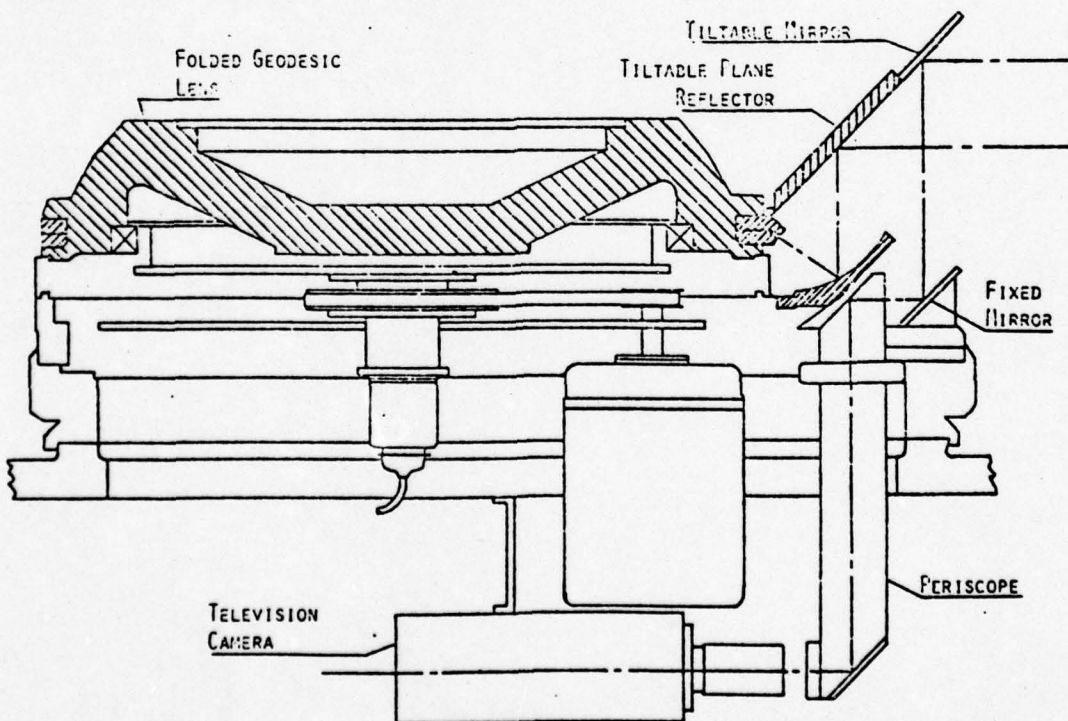 TILTABLE MIRROR
FOLDED GEODESIC
LENS
TILTABLE PLANE
REFLECTOR
FIXED
MIRROR
PERISCOPE
TELEVISION
CAMERA